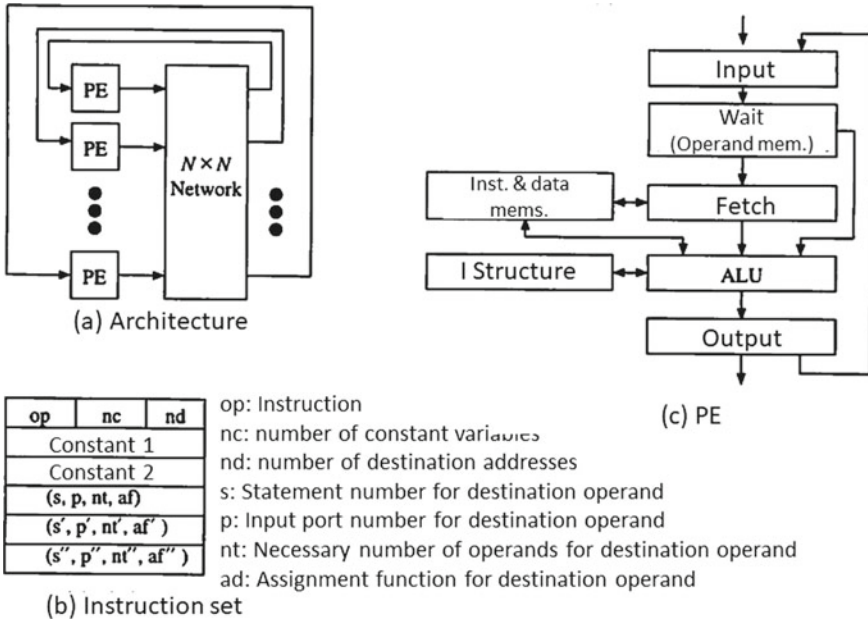 PE
PE
N × N
Network
PE
(a) Architecture
Input
Wait
(Operand mem.)
Inst. & data
mems.
Fetch
I Structure
ALU
Output
(c) PE
op nc nd
Constant 1
Constant 2
(s, p, nt, af)
(s′, p′, nt′, af′ )
(s″, p″, nt″, af″ )
op: Instruction
nc: number of constant variables
nd: number of destination addresses
s: Statement number for destination operand
p: Input port number for destination operand
nt: Necessary number of operands for destination operand
ad: Assignment function for destination operand
(b) Instruction set